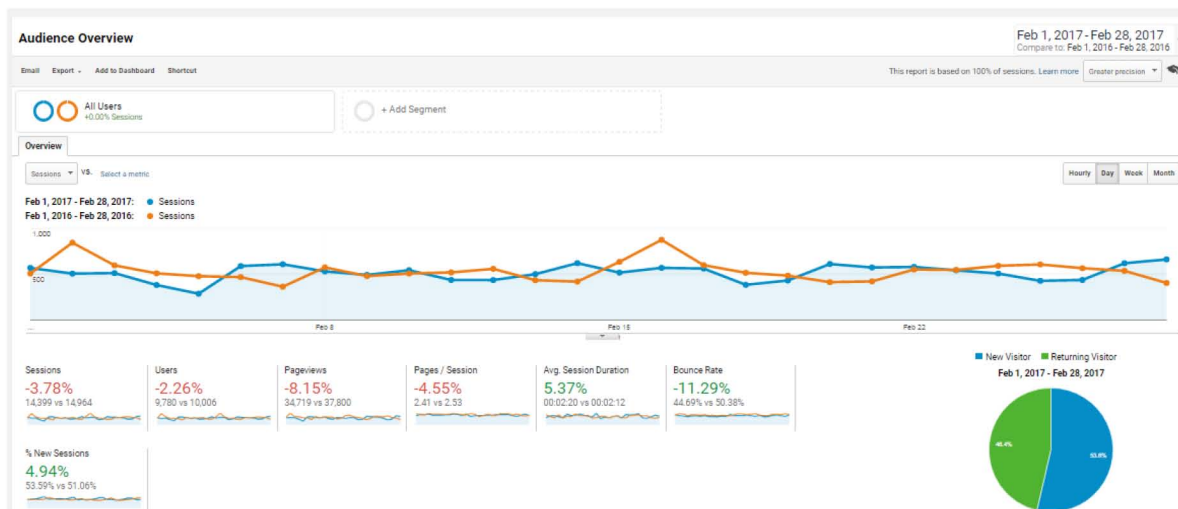 Audience Overview
Feb 1, 2017 - Feb 28, 2017
Compare to: Feb 1, 2016 - Feb 28, 2016
Email Export Add to Dashboard Shortcut
This report is based on 100% of sessions. Learn more Greater precision
All Users
+0.00% Sessions
+ Add Segment
Overview
Sessions VS. Select a metric
Hourly Day Week Month
Feb 1, 2017 - Feb 28, 2017: Sessions
Feb 1, 2016 - Feb 28, 2016: Sessions
1,000
500
... Feb 8 Feb 15 Feb 22
Sessions
-3.78%
14,399 vs 14,964
Users
-2.26%
9,780 vs 10,006
Pageviews
-8.15%
34,719 vs 37,800
Pages / Session
-4.55%
2.41 vs 2.53
Avg. Session Duration
5.37%
00:02:20 vs 00:02:12
Bounce Rate
-11.29%
44.69% vs 50.38%
% New Sessions
4.94%
53.59% vs 51.06%
New Visitor Returning Visitor
Feb 1, 2017 - Feb 28, 2017
46.4%
53.6%